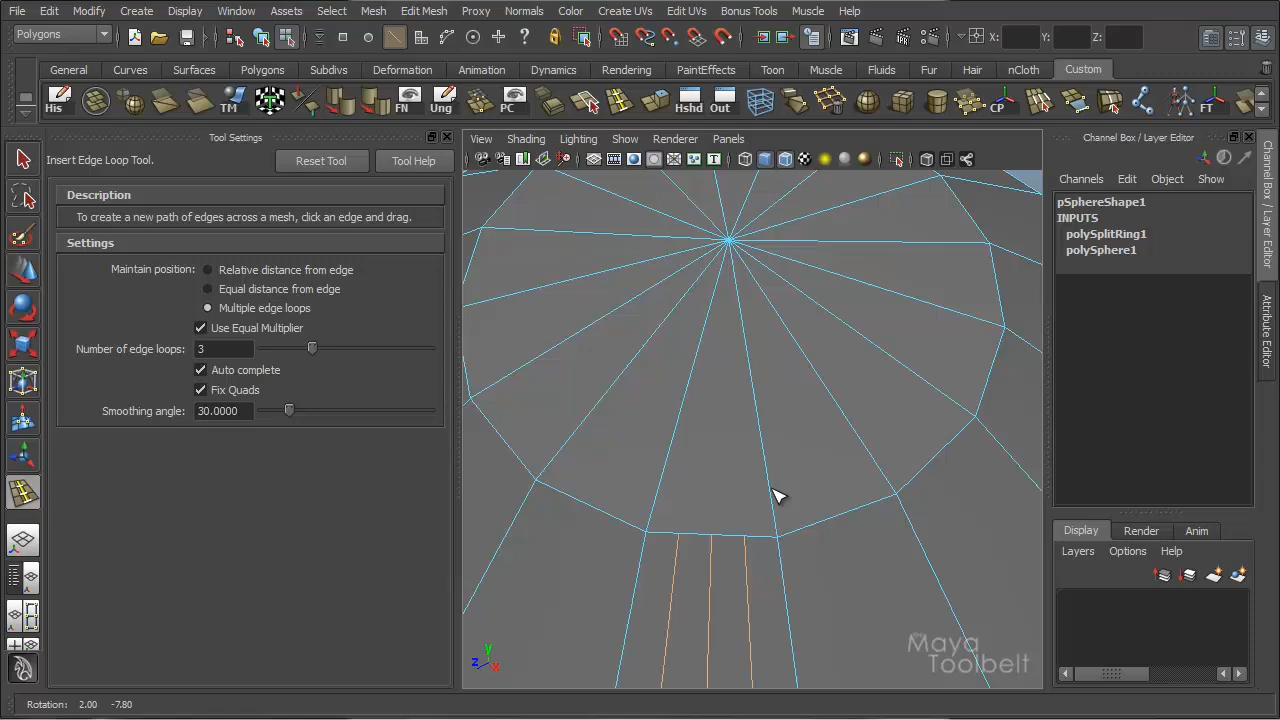 File Edit Modify Create Display Window Assets Select Mesh Edit Mesh Proxy Normals Color Create UVs Edit UVs Bonus Tools Muscle Help
Polygons X: Y: Z:
General Curves Surfaces Polygons Subdivs Deformation Animation Dynamics Rendering PaintEffects Toon Muscle Fluids Fur Hair nCloth Custom
His TM FN Ung PC Hshd Out CP FT
Tool Settings
Insert Edge Loop Tool. Reset Tool Tool Help
Description
To create a new path of edges across a mesh, click an edge and drag.
Settings
Maintain position: Relative distance from edge
Equal distance from edge
Multiple edge loops
Use Equal Multiplier
Number of edge loops: 3
Auto complete
Fix Quads
Smoothing angle: 30.0000
View Shading Lighting Show Renderer Panels
y
z x
the Maya
Toolbelt
Channel Box / Layer Editor
Channels Edit Object Show
pSphereShape1
INPUTS
polySplitRing1
polySphere1
Display Render Anim
Layers Options Help
Channel Box / Layer Editor
Attribute Editor
Rotation: 2.00 -7.80